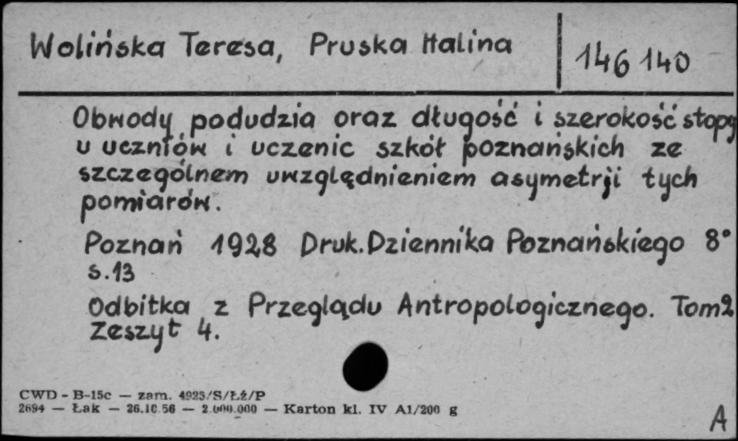 Wolińska Teresa, Pruska Halina
146 140
Obwody podudzia oraz długość i szerokość stopy
u uczniów i uczenic szkół poznańskich ze
szczególnem uwzględnieniem asymetrji tych
pomiarów.
Poznań 1928 Druk. Dziennika Poznańskiego 8°
s. 13
Odbitka z Przeglądu Antropologicznego. Tom 2
Zeszyt 4.
CWD - B-15c — zam. 4923/S/Łź/P
2694 — Łak — 26.10.56 — 2.000.000 — Karton kl. IV A1/200 g
A